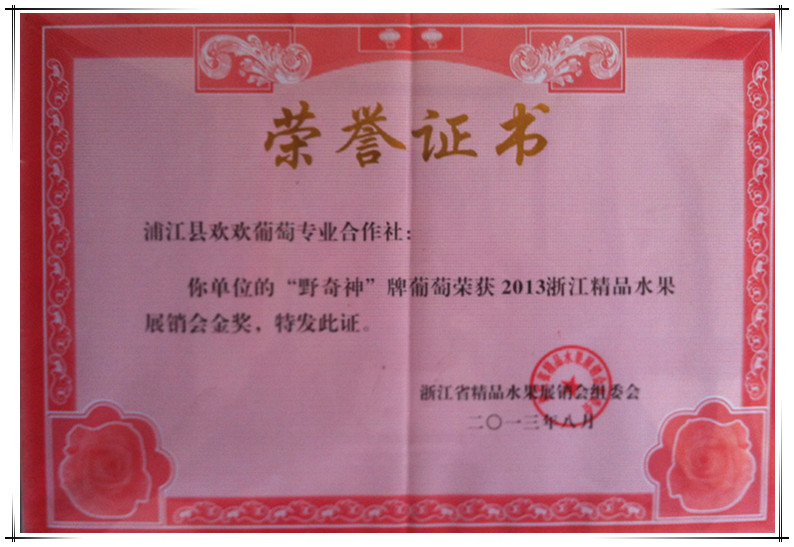 荣誉证书
浦江县欢欢葡萄专业合作社:
你单位的“野奇神”牌葡萄荣获2013浙江精品水果
展销会金奖，特发此证。
浙江省精品水果展销会组委会
二〇一三年八月